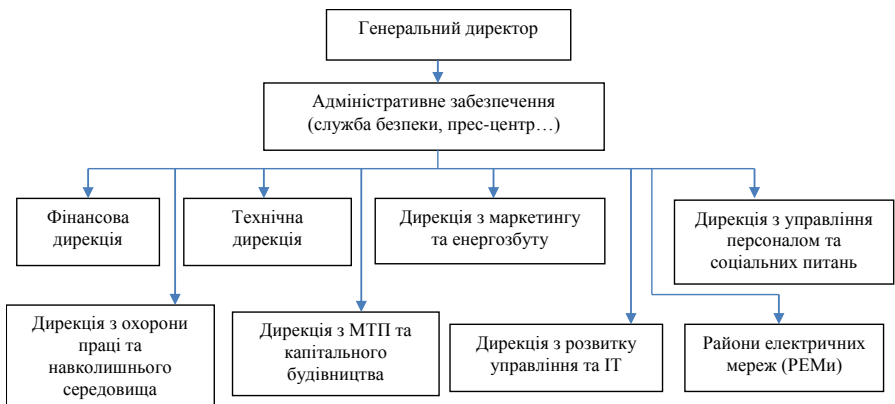 Генеральний директор
Адміністративне забезпечення
(служба безпеки, прес-центр…)
Фінансова
дирекція
Технічна
дирекція
Дирекція з маркетингу
та енергозбуту
Дирекція з управління
персоналом та
соціальних питань
Дирекція з охорони
праці та
навколишнього
середовища
Дирекція з МТП та
капітального
будівництва
Дирекція з розвитку
управління та ІТ
Райони електричних
мереж (РЕМи)